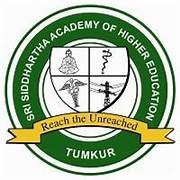 SRI SIDDHARTHA ACADEMY OF HIGHER EDUCATION
Reach the Unreached
TUMKUR